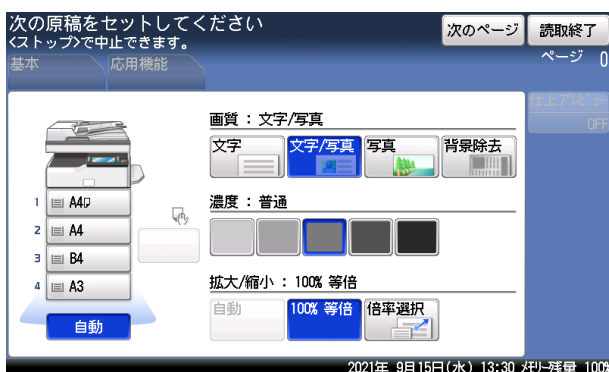 次の原稿をセットしてください
<ストップ>で中止できます。
次のページ
読取終了
ページ 0
基本
応用機能
仕上プレビュー
OFF
画質：文字/写真
文字
文字/写真
写真
背景除去
1 A4
2 A4
3 B4
4 A3
自動
濃度：普通
拡大/縮小：100% 等倍
自動
100% 等倍
倍率選択
2021年 9月15日(水) 13:30 メモリー残量 100%